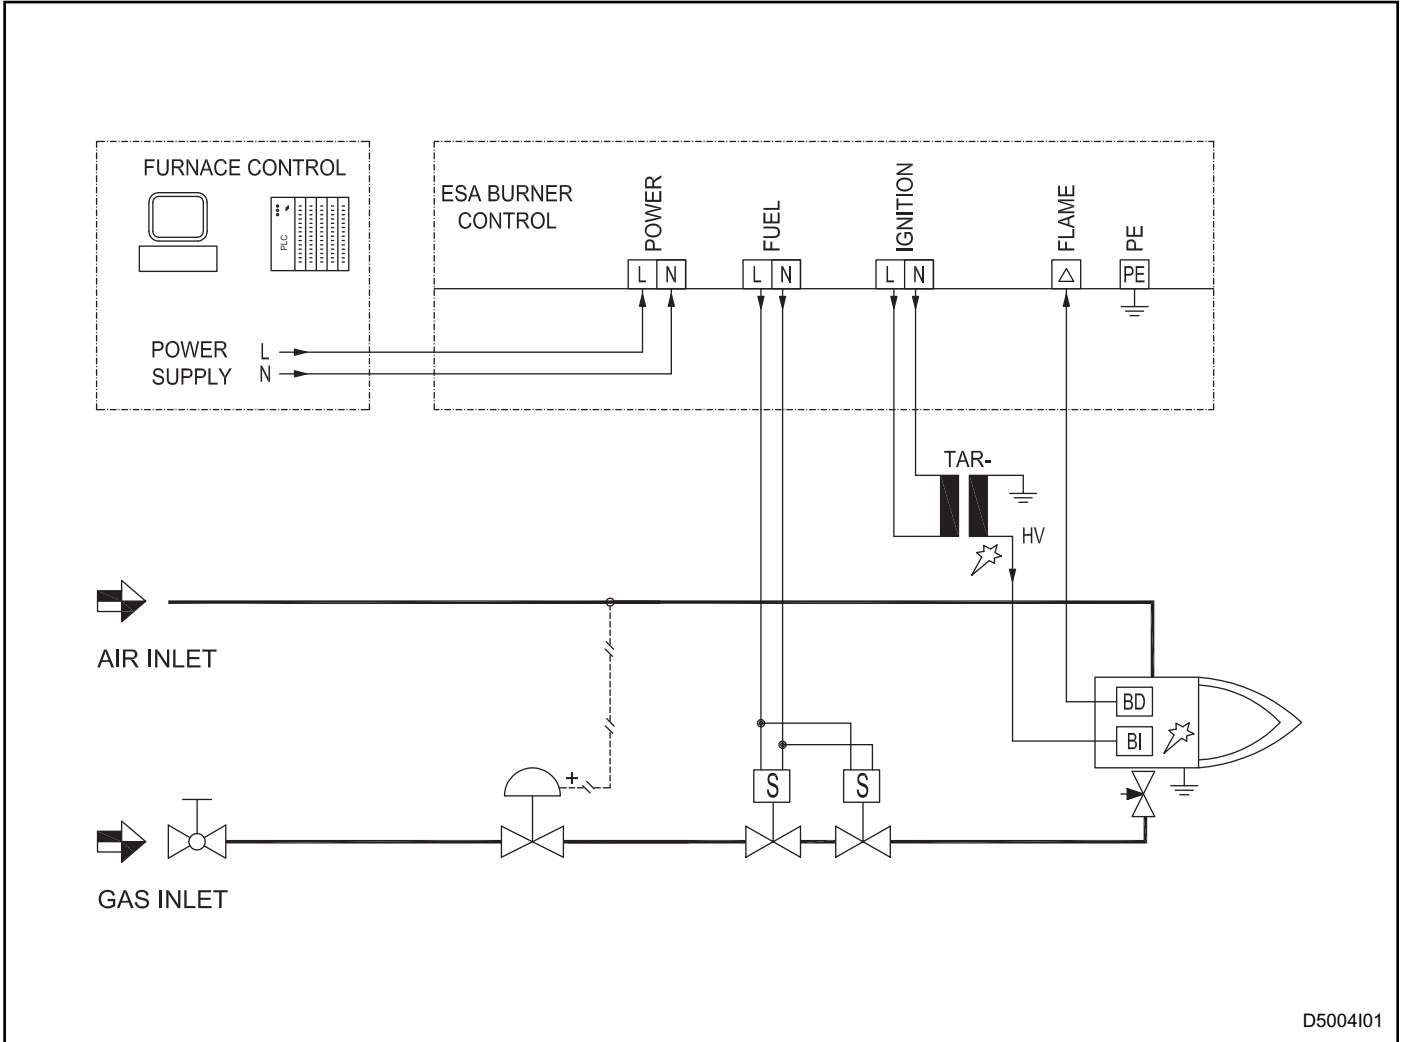 FURNACE CONTROL
PLC
POWER L
SUPPLY N
ESA BURNER
CONTROL
POWER
L N
FUEL
L N
IGNITION
L N
FLAME
△
PE
PE
TAR-
HV
AIR INLET
BD
BI
+
S
S
GAS INLET
D5004I01